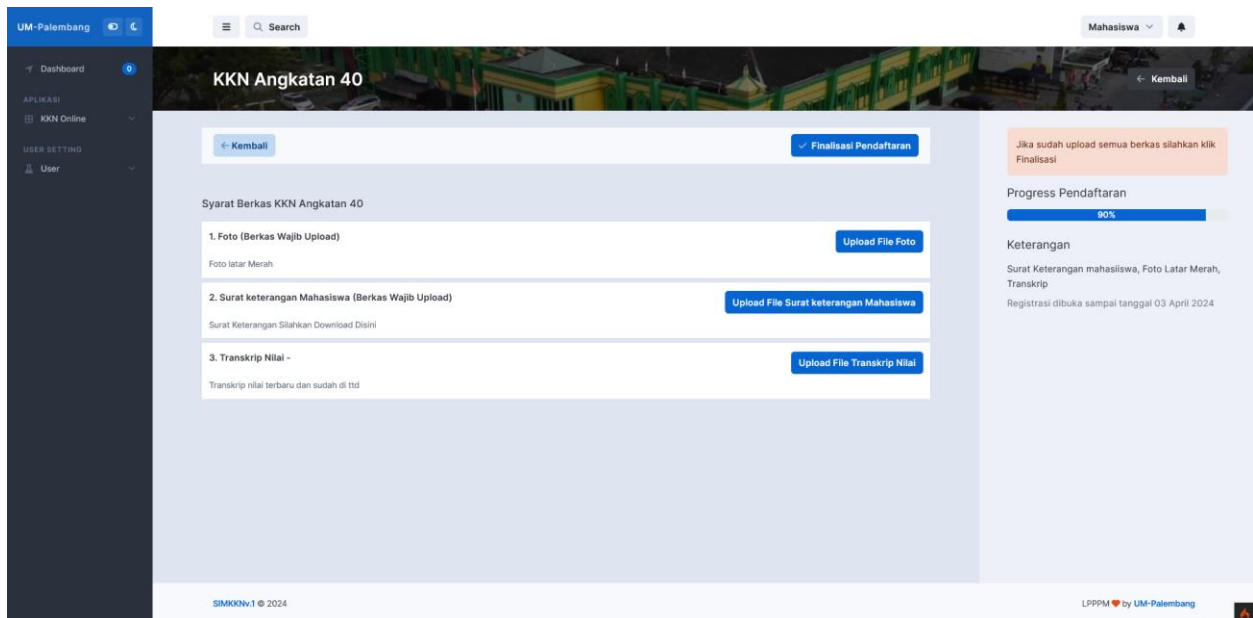 UM-Palembang
Search
Mahasiswa
Dashboard
0
APLIKASI
KKN Online
USER SETTING
User
KKN Angkatan 40
← Kembali
← Kembali
Finalisasi Pendaftaran
Syarat Berkas KKN Angkatan 40
1. Foto (Berkas Wajib Upload)
Upload File Foto
Foto latar Merah
2. Surat keterangan Mahasiswa (Berkas Wajib Upload)
Upload File Surat keterangan Mahasiswa
Surat Keterangan Silahkan Download Disini
3. Transkrip Nilai -
Upload File Transkrip Nilai
Transkrip nilai terbaru dan sudah di ttd
Jika sudah upload semua berkas silahkan klik
Finalisasi
Progress Pendaftaran
90%
Keterangan
Surat Keterangan mahasiiswa, Foto Latar Merah,
Transkrip
Registrasi dibuka sampai tanggal 03 April 2024
SIMKKNv.1 © 2024
LPPPM ♥ by UM-Palembang